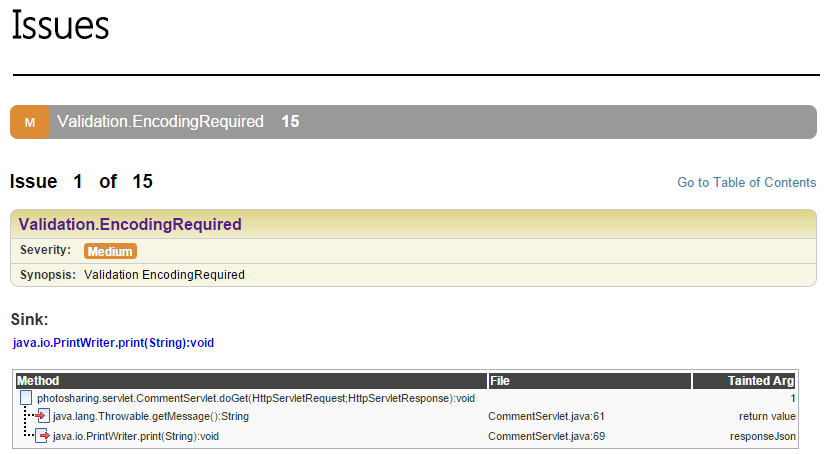 Issues
M Validation.EncodingRequired 15
Issue 1 of 15 Go to Table of Contents
Validation.EncodingRequired
Severity: Medium
Synopsis: Validation EncodingRequired
Sink:
java.io.PrintWriter.print(String):void
Method File Tainted Arg
photosharing.servlet.CommentServlet.doGet(HttpServletRequest;HttpServletResponse):void 1
java.lang.Throwable.getMessage():String CommentServlet.java:61 return value
java.io.PrintWriter.print(String):void CommentServlet.java:69 responseJson